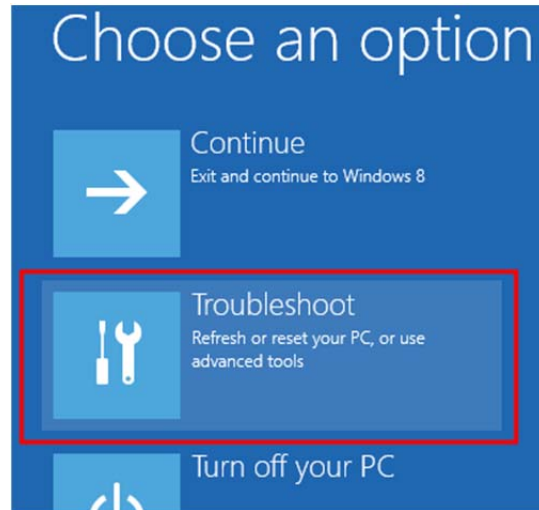 Choose an option
Continue
Exit and continue to Windows 8
Troubleshoot
Refresh or reset your PC, or use
advanced tools
Turn off your PC